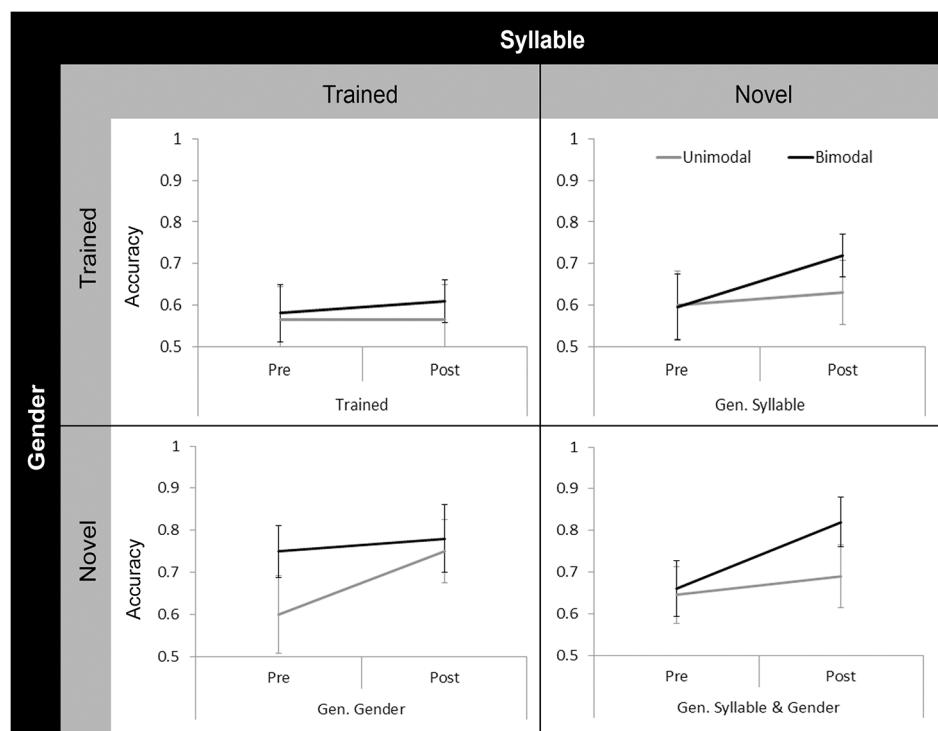 Syllable
Trained
Novel
Gender
Trained
Accuracy
1
0.9
0.8
0.7
0.6
0.5
Pre
Post
Trained
Unimodal
Bimodal
1
0.9
0.8
0.7
0.6
0.5
Pre
Post
Gen. Syllable
Novel
Accuracy
1
0.9
0.8
0.7
0.6
0.5
Pre
Post
Gen. Gender
1
0.9
0.8
0.7
0.6
0.5
Pre
Post
Gen. Syllable & Gender